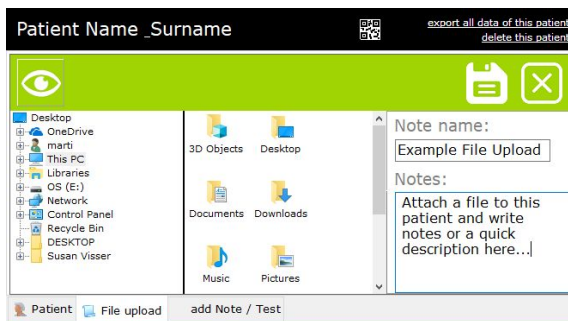 Patient Name _Surname
export all data of this patient
delete this patient
Desktop
OneDrive
marti
This PC
Libraries
OS (E:)
Network
Control Panel
Recycle Bin
DESKTOP
Susan Visser
3D Objects Desktop
Documents Downloads
Music Pictures
Note name:
Example File Upload
Notes:
Attach a file to this
patient and write
notes or a quick
description here...
Patient File upload add Note / Test